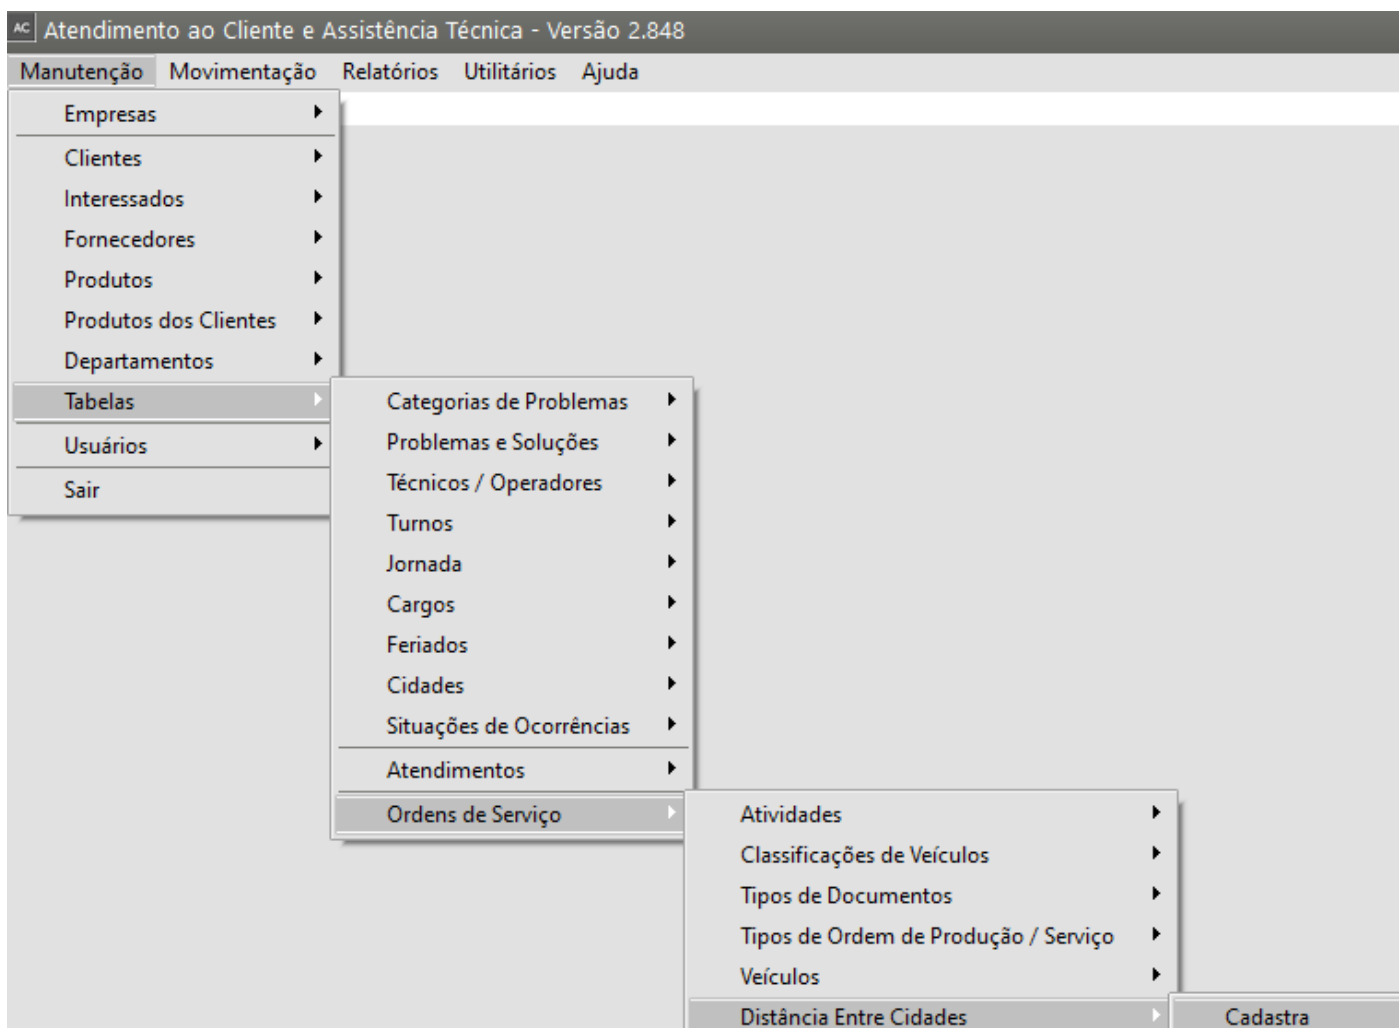 AC Atendimento ao Cliente e Assistência Técnica - Versão 2.848
Manutenção Movimentação Relatórios Utilitários Ajuda
Empresas
Clientes
Interessados
Fornecedores
Produtos
Produtos dos Clientes
Departamentos
Tabelas
Usuários
Sair
Categorias de Problemas
Problemas e Soluções
Técnicos / Operadores
Turnos
Jornada
Cargos
Feriados
Cidades
Situações de Ocorrências
Atendimentos
Ordens de Serviço
Atividades
Classificações de Veículos
Tipos de Documentos
Tipos de Ordem de Produção / Serviço
Veículos
Distância Entre Cidades
Cadastra